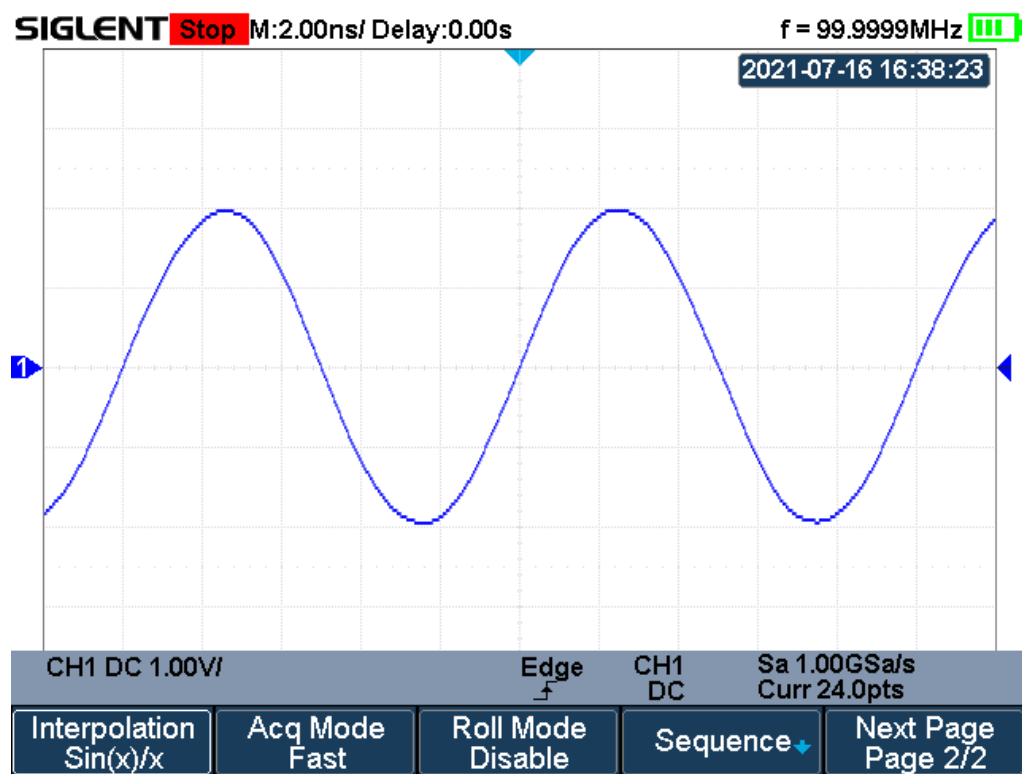 SIGLENT Stop M:2.00ns/ Delay:0.00s f = 99.9999MHz
2021-07-16 16:38:23
1
CH1 DC 1.00V/ Edge CH1 Sa 1.00GSa/s
DC Curr 24.0pts
Interpolation Acq Mode Roll Mode Sequence Next Page
Sin(x)/x Fast Disable Page 2/2